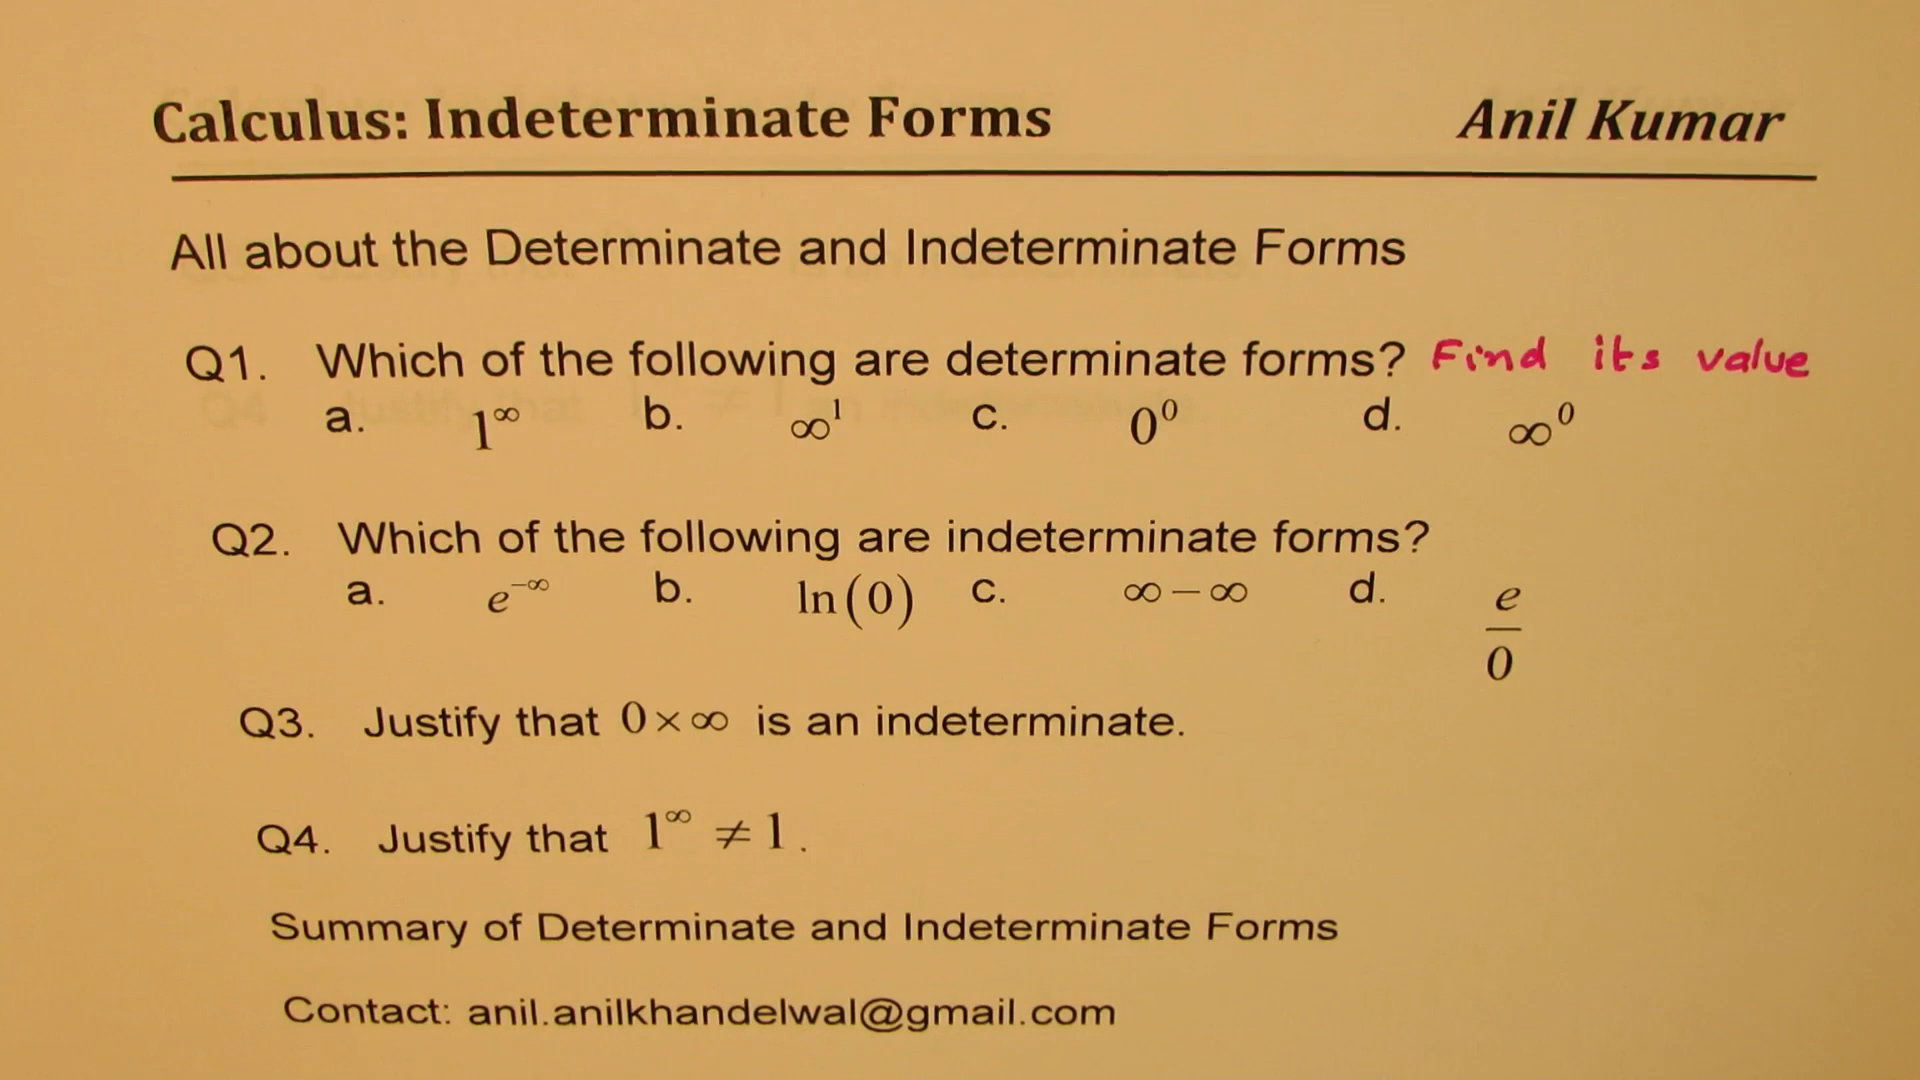 Calculus: Indeterminate Forms Anil Kumar
All about the Determinate and Indeterminate Forms
Q1. Which of the following are determinate forms? Find its value
a. 1^∞ b. ∞^1 c. 0^0 d. ∞^0
Q2. Which of the following are indeterminate forms?
a. e^−∞ b. ln(0) c. ∞−∞ d. e/0
Q3. Justify that 0×∞ is an indeterminate.
Q4. Justify that 1^∞ ≠ 1.
Summary of Determinate and Indeterminate Forms
Contact: anil.anilkhandelwal@gmail.com